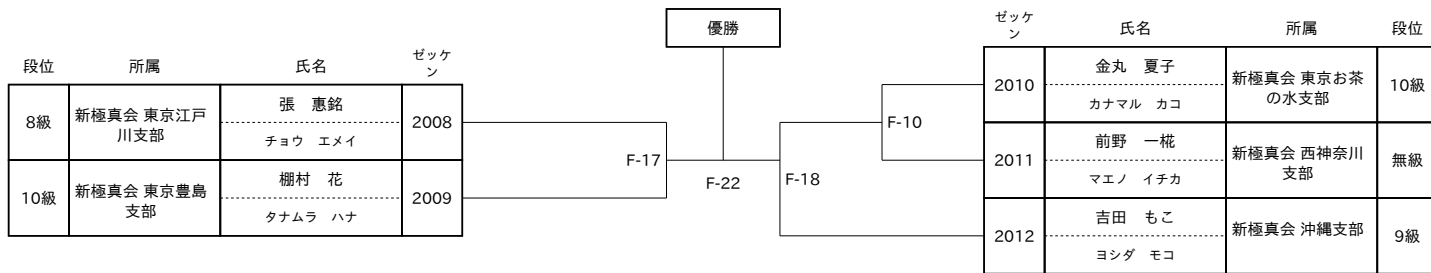 優勝
段位 所属 氏名 ゼッケ
ン
8級 新極真会 東京江戸
川支部 張 惠銘
チョウ エメイ 2008
10級 新極真会 東京豊島
支部 棚村 花
タナムラ ハナ 2009
F-17
F-22
F-18
F-10
ゼッケ
ン 氏名 所属 段位
2010 金丸 夏子
カナマル カコ 新極真会 東京お茶
の水支部 10級
2011 前野 一椛
マエノ イチカ 新極真会 西神奈川
支部 無級
2012 吉田 もこ
ヨシダ モコ 新極真会 沖縄支部 9級